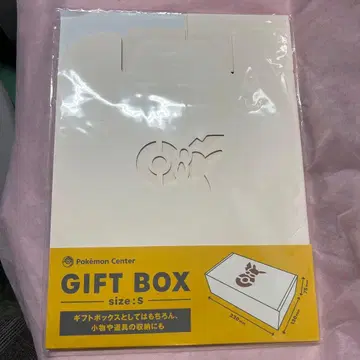 Pokémon Center
GIFT BOX
size:S
ギフトボックスとしてはもちろん、
小物や道具の収納にも
220mm